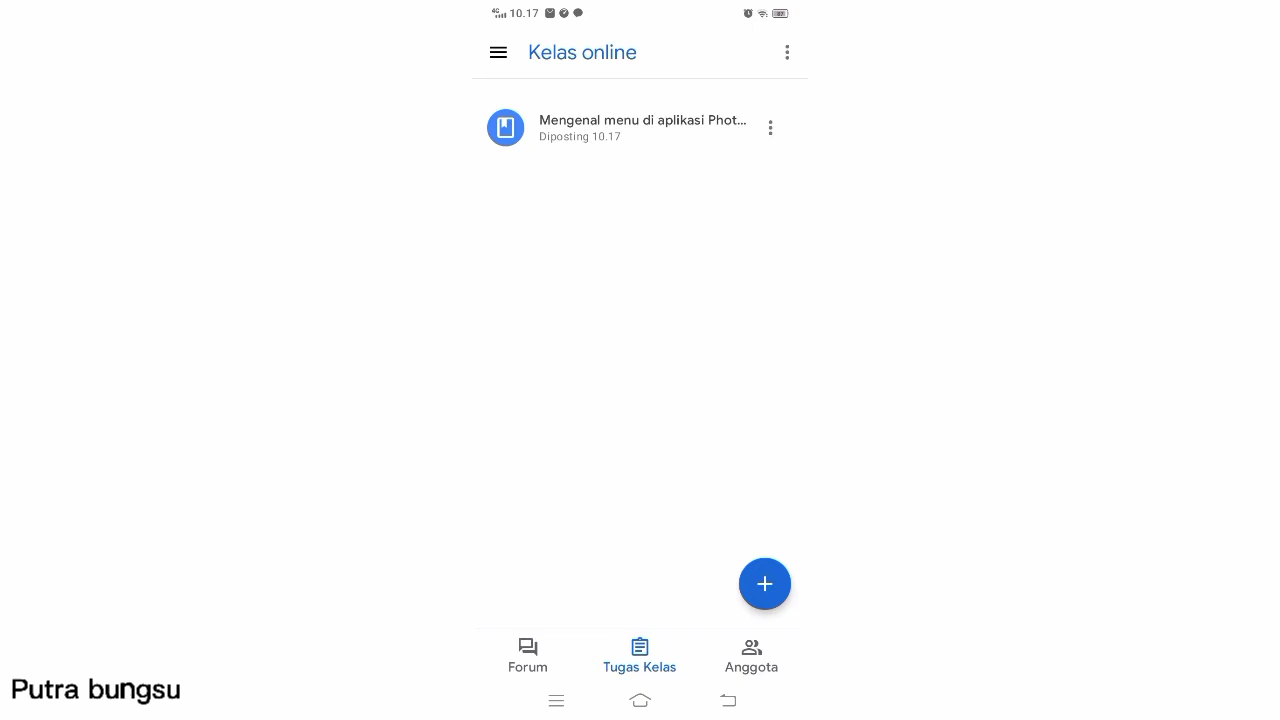 10.17
Kelas online
Mengenal menu di aplikasi Phot...
Diposting 10.17
Forum
Tugas Kelas
Anggota
Putra bungsu